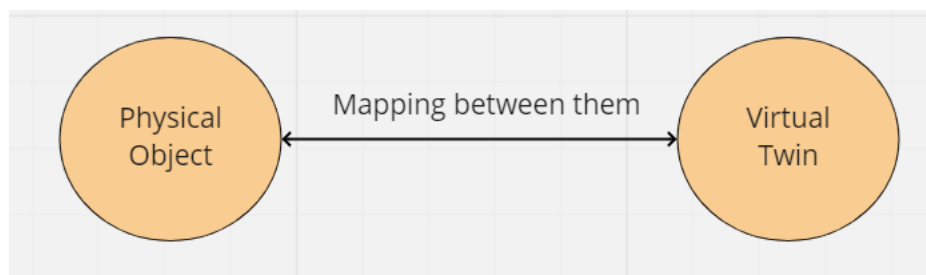 Physical
Object
Mapping between them
Virtual
Twin